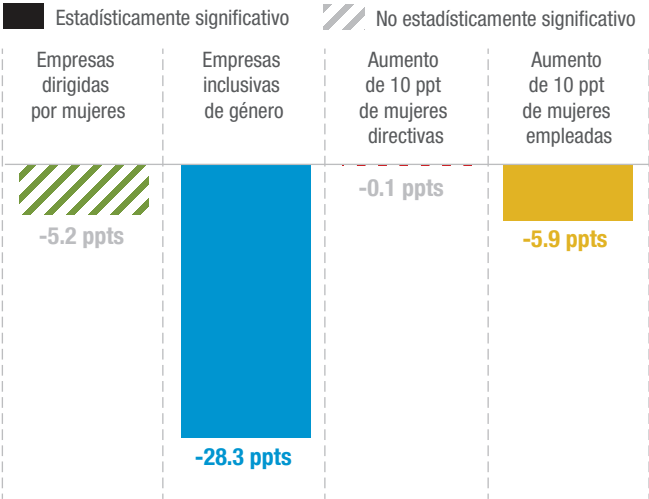 Estadísticamente significativo
No estadísticamente significativo
Empresas
dirigidas
por mujeres
Empresas
inclusivas
de género
Aumento
de 10 ppt
de mujeres
directivas
Aumento
de 10 ppt
de mujeres
empleadas
-5.2 ppts
-28.3 ppts
-0.1 ppts
-5.9 ppts